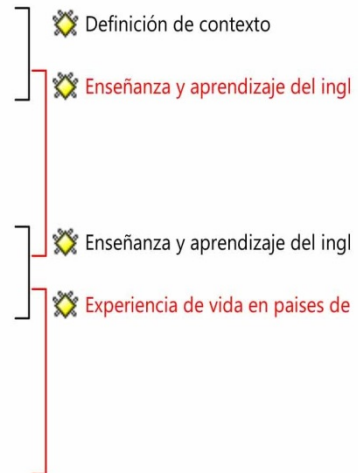 Definición de contexto
Enseñanza y aprendizaje del ingl
Enseñanza y aprendizaje del ingl
Experiencia de vida en paises de